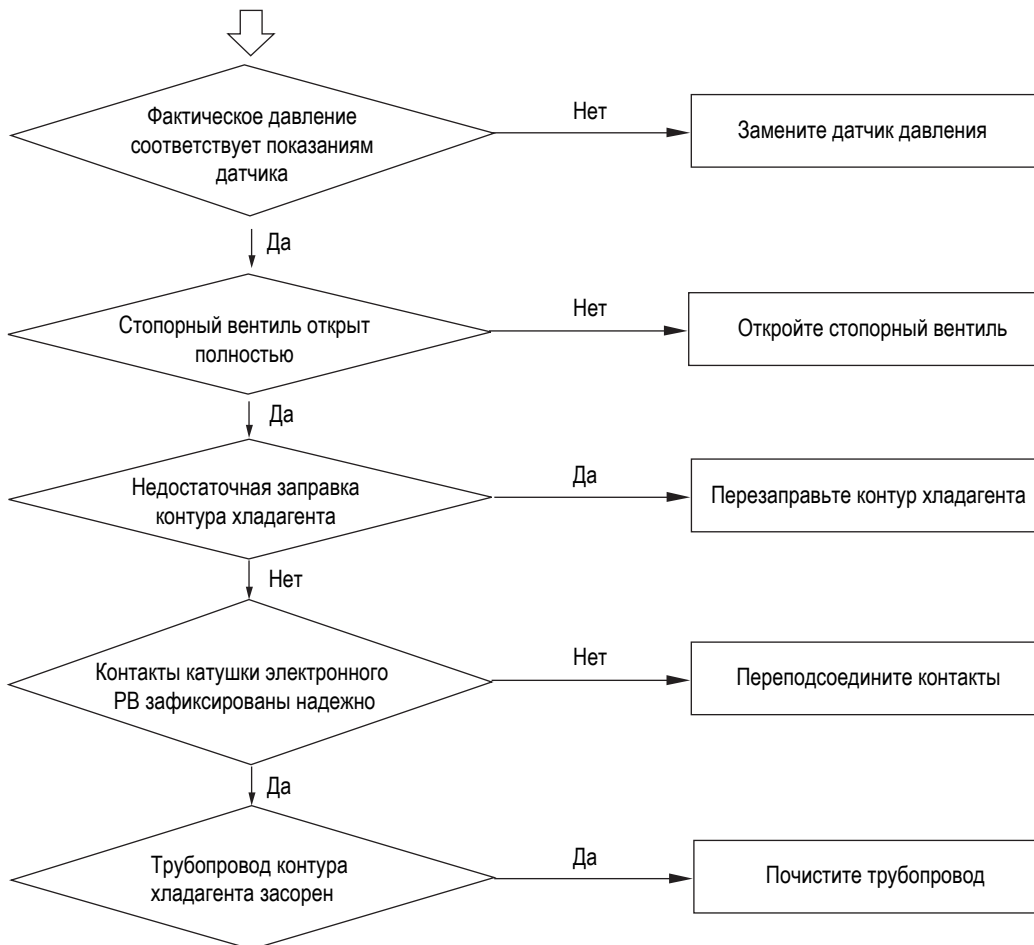 Фактическое давление
соответствует показаниям
датчика
Нет
Замените датчик давления
Да
Стопорный вентиль открыт
полностью
Нет
Откройте стопорный вентиль
Да
Недостаточная заправка
контура хладагента
Да
Перезаправьте контур хладагента
Нет
Контакты катушки электронного
РВ зафиксированы надежно
Нет
Переподсоедините контакты
Да
Трубопровод контура
хладагента засорен
Да
Почистите трубопровод